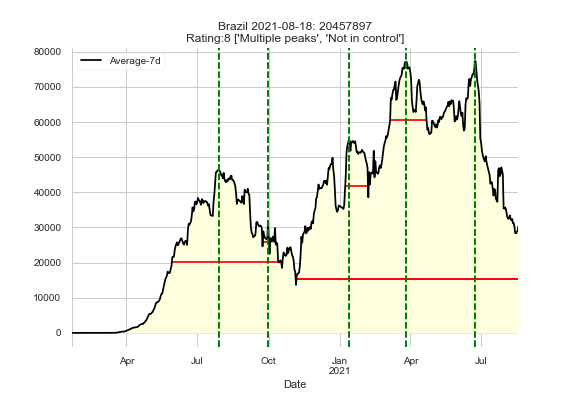 Brazil 2021-08-18: 20457897
Rating:8 ['Multiple peaks', 'Not in control']
Average-7d
80000
70000
60000
50000
40000
30000
20000
10000
0
Apr
Jul
Oct
Jan
2021
Apr
Jul
Date